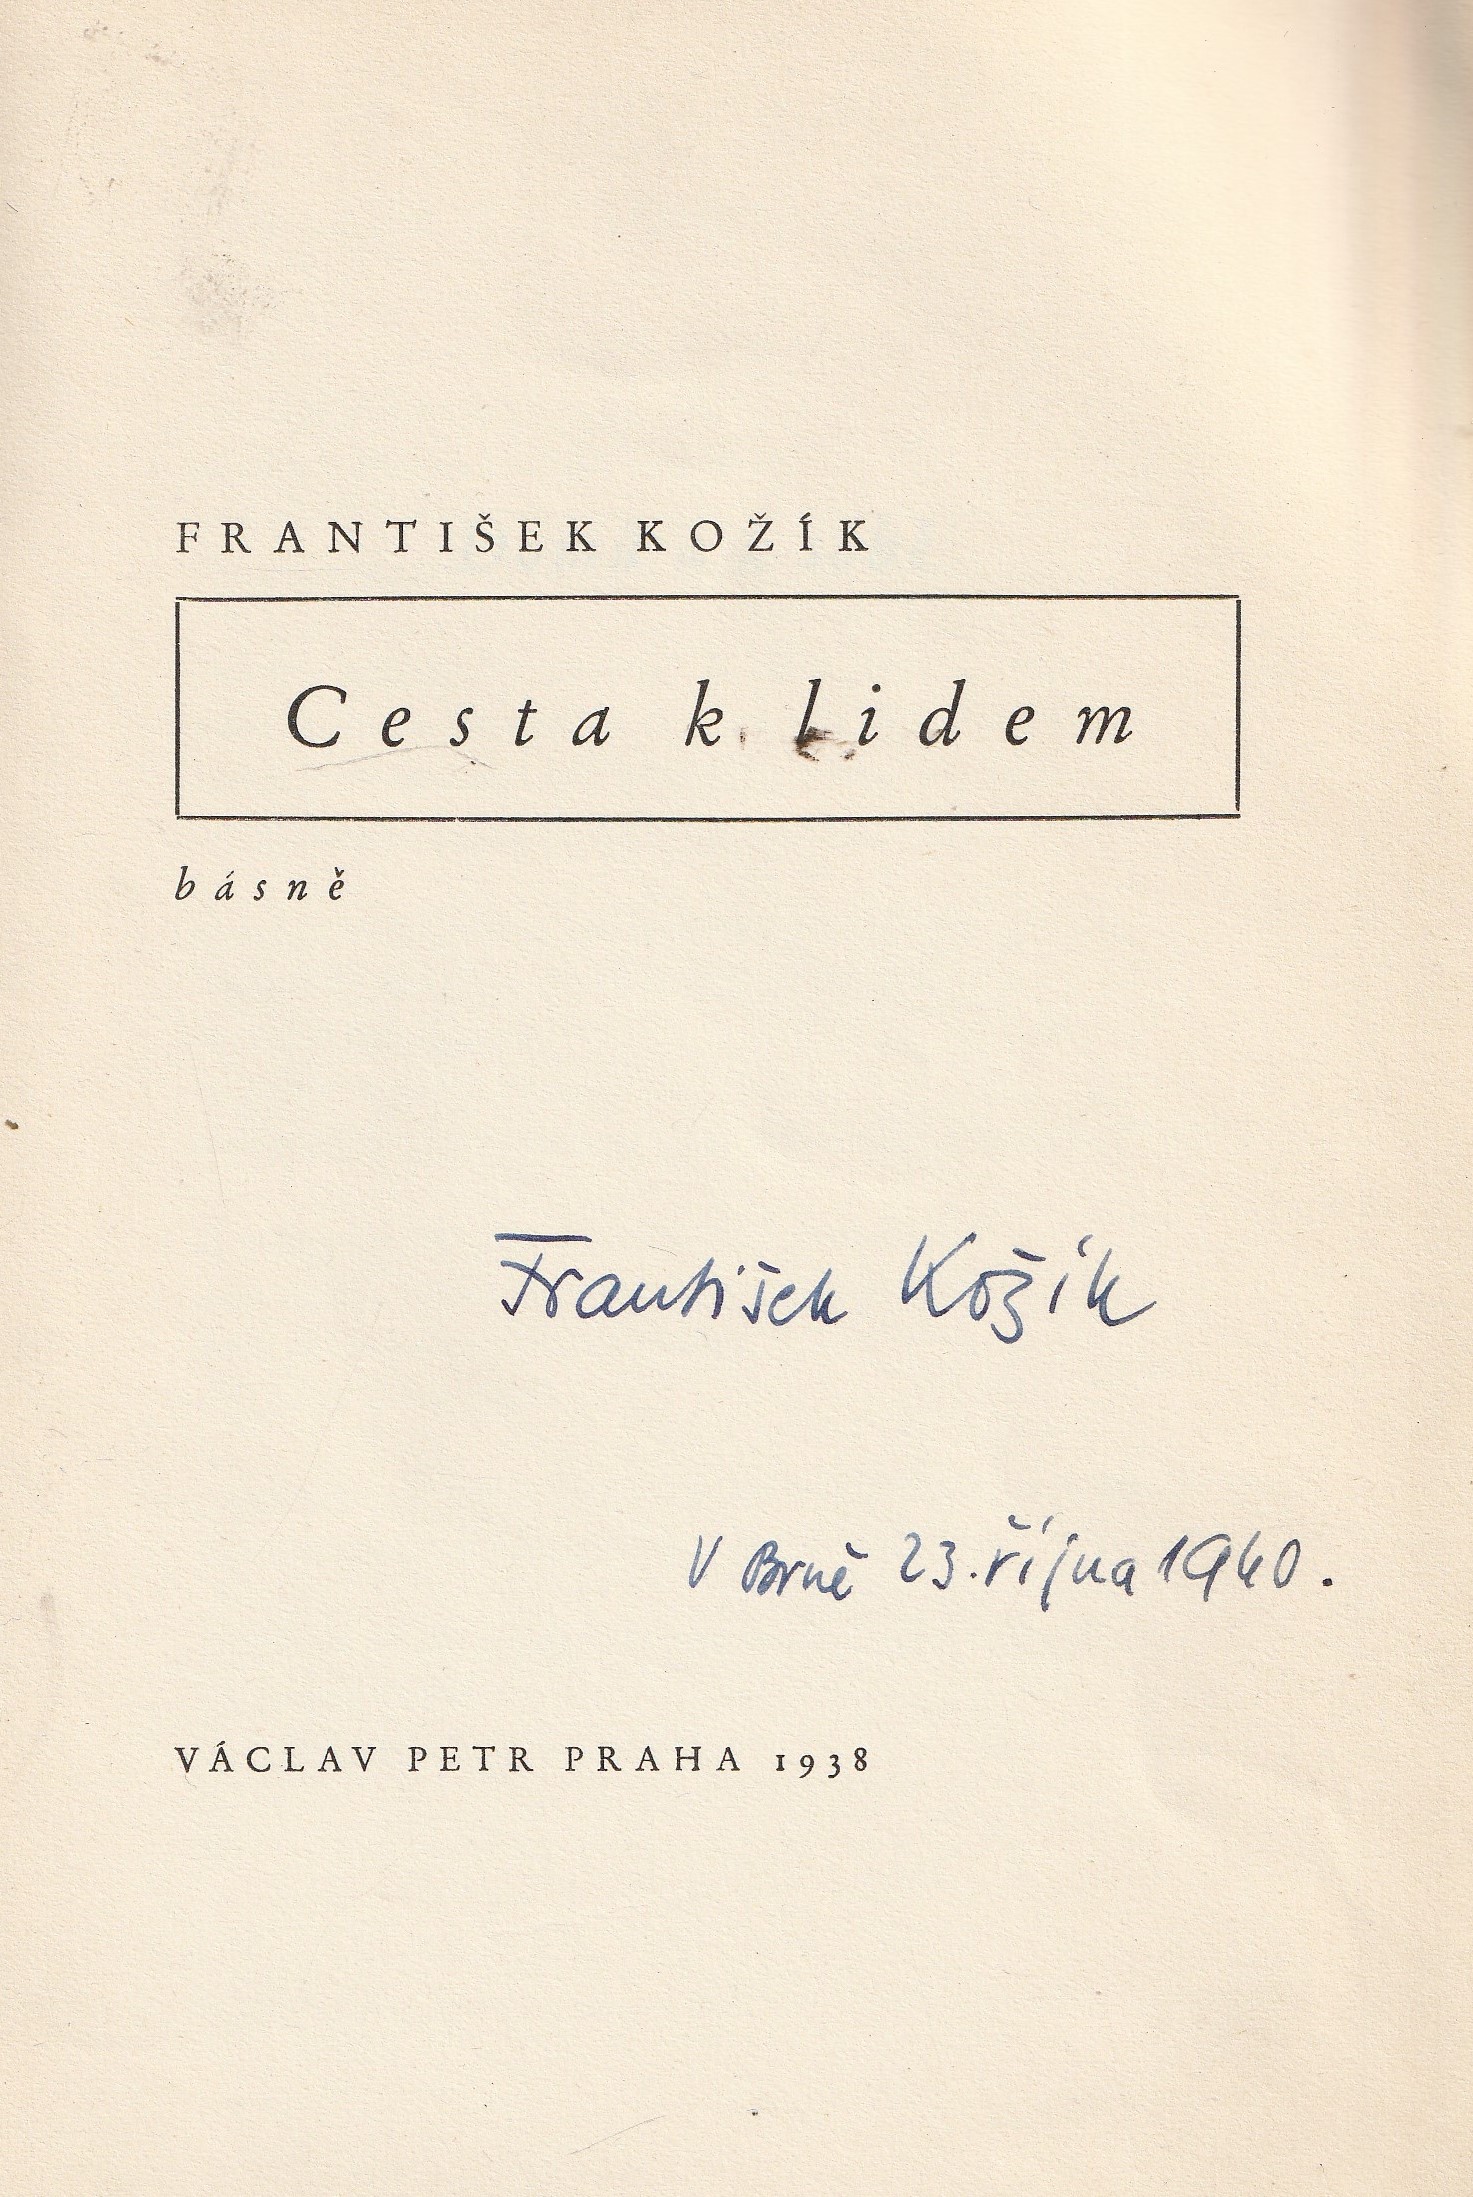 FRANTIŠEK KOŽÍK
Cesta k lidem
básně
František Kožík
V Brně 23. října 1940.
VÁCLAV PETR PRAHA 1938